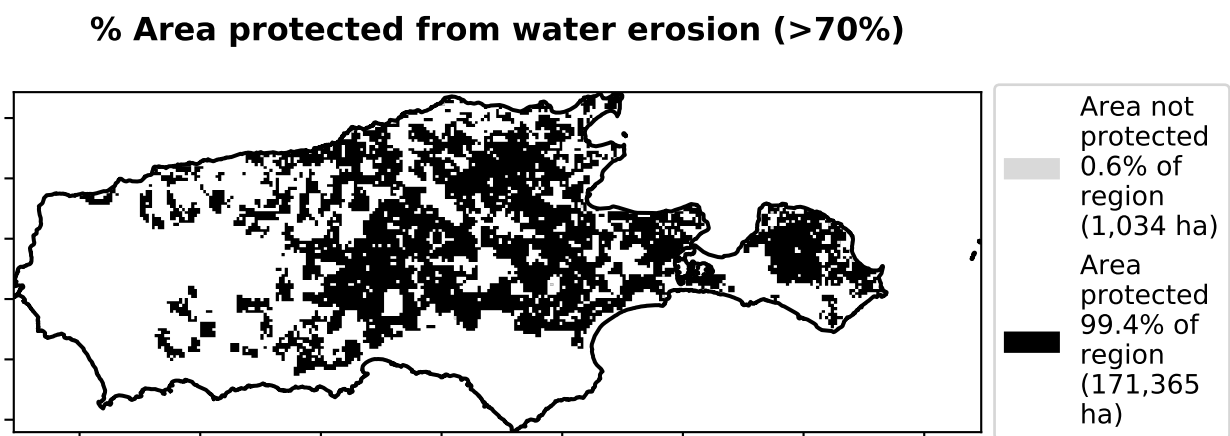 % Area protected from water erosion (>70%)
Area not
protected
0.6% of
region
(1,034 ha)
Area
protected
99.4% of
region
(171,365
ha)